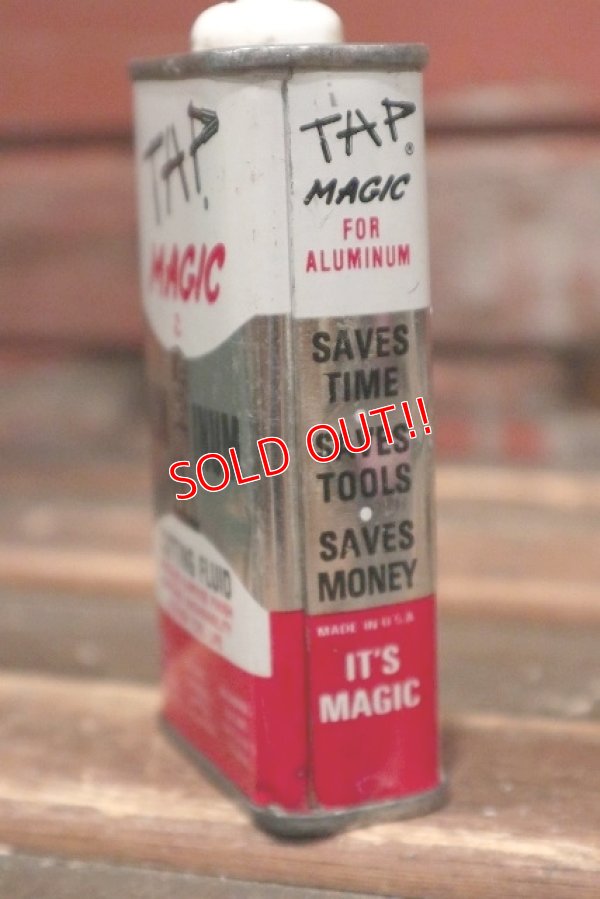 TAP
MAGIC
TAP®
MAGIC
FOR
ALUMINUM
SAVES
TIME
SAVES
TOOLS
SAVES
MONEY
SOLD OUT!!
CUTTING FLUID
MADE IN U.S.A
IT'S
MAGIC